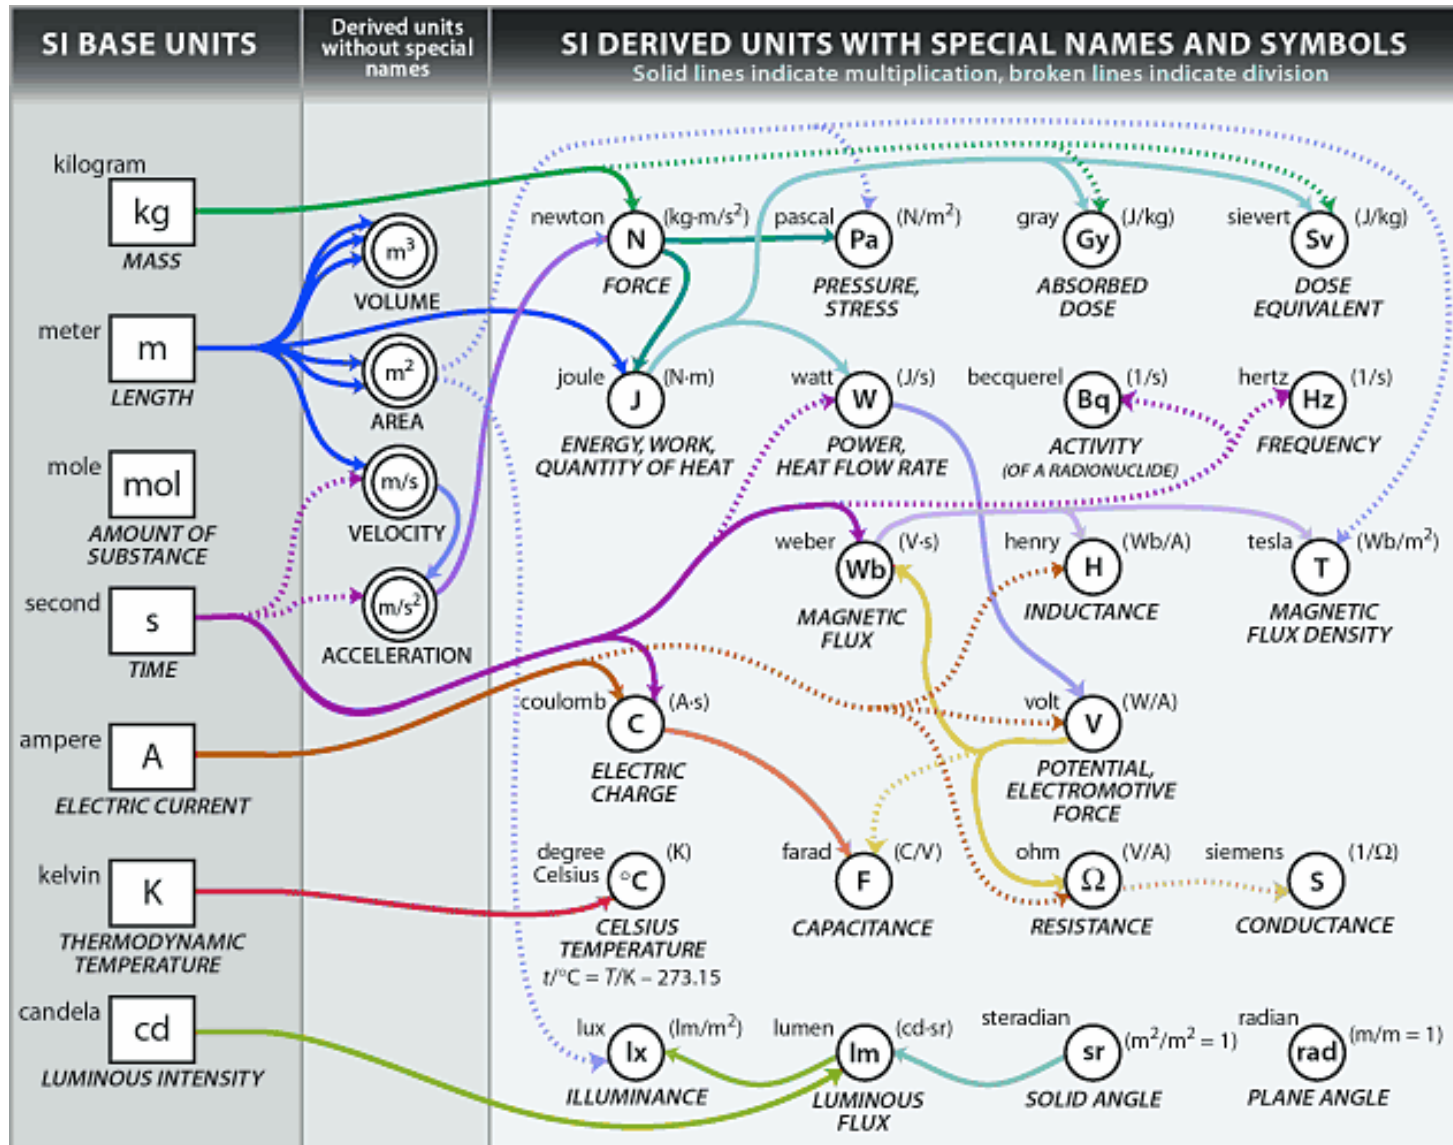 SI BASE UNITS
Derived units
without special
names
SI DERIVED UNITS WITH SPECIAL NAMES AND SYMBOLS
Solid lines indicate multiplication, broken lines indicate division
kilogram
kg
MASS
meter
m
LENGTH
mole
mol
AMOUNT OF
SUBSTANCE
second
s
TIME
ampere
A
ELECTRIC CURRENT
kelvin
K
THERMODYNAMIC
TEMPERATURE
candela
cd
LUMINOUS INTENSITY
m³
VOLUME
m²
AREA
m/s
VELOCITY
m/s²
ACCELERATION
newton
N
(kg·m/s²)
FORCE
pascal
Pa
(N/m²)
PRESSURE,
STRESS
gray
Gy
(J/kg)
ABSORBED
DOSE
sievert
Sv
(J/kg)
DOSE
EQUIVALENT
joule
J
(N·m)
ENERGY, WORK,
QUANTITY OF HEAT
watt
W
(J/s)
POWER,
HEAT FLOW RATE
becquerel
Bq
(1/s)
ACTIVITY
(OF A RADIONUCLIDE)
hertz
Hz
(1/s)
FREQUENCY
weber
Wb
(V·s)
MAGNETIC
FLUX
henry
H
(Wb/A)
INDUCTANCE
tesla
T
(Wb/m²)
MAGNETIC
FLUX DENSITY
coulomb
C
(A·s)
ELECTRIC
CHARGE
volt
V
(W/A)
POTENTIAL,
ELECTROMOTIVE
FORCE
degree
Celsius
°C
(K)
CELSIUS
TEMPERATURE
t/°C = T/K – 273.15
farad
F
(C/V)
CAPACITANCE
ohm
Ω
(V/A)
RESISTANCE
siemens
S
(1/Ω)
CONDUCTANCE
lux
lx
(lm/m²)
ILLUMINANCE
lumen
lm
(cd·sr)
LUMINOUS
FLUX
steradian
sr
(m²/m² = 1)
SOLID ANGLE
radian
rad
(m/m = 1)
PLANE ANGLE